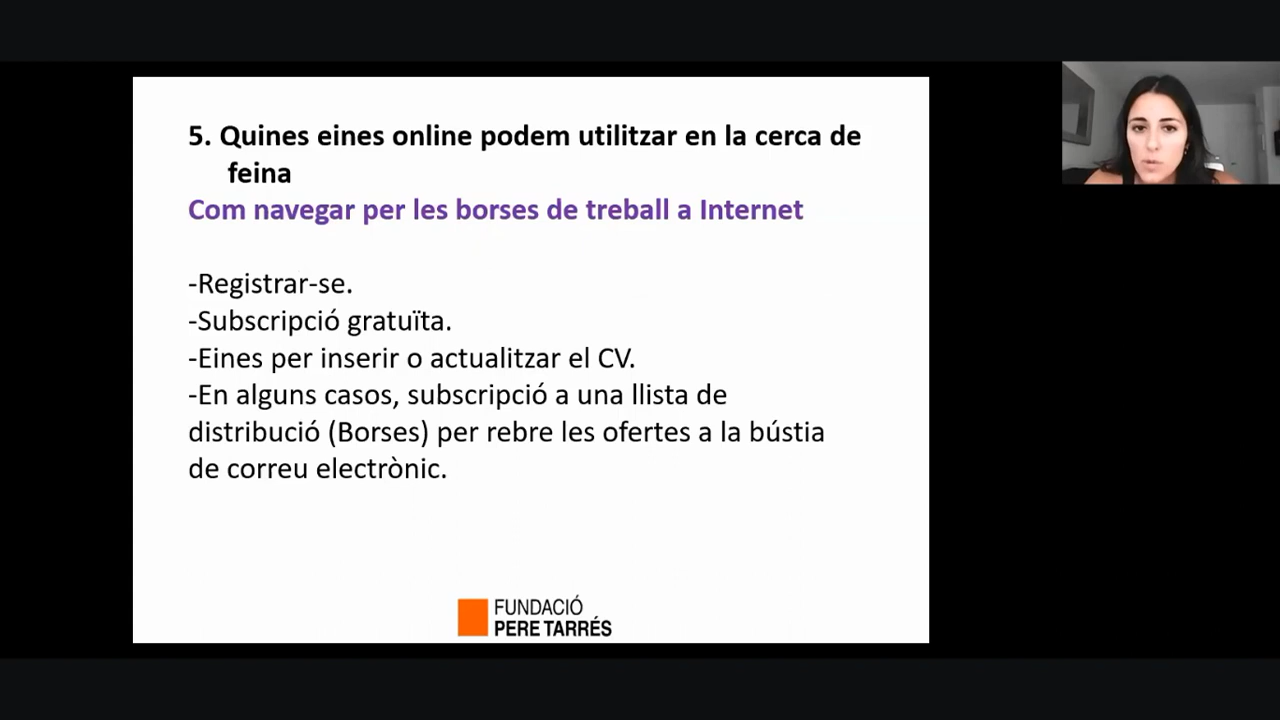 5. Quines eines online podem utilitzar en la cerca de
feina
Com navegar per les borses de treball a Internet
-Registrar-se.
-Subscripció gratuïta.
-Eines per inserir o actualitzar el CV.
-En alguns casos, subscripció a una llista de
distribució (Borses) per rebre les ofertes a la bústia
de correu electrònic.
FUNDACIÓ
PERE TARRÉS